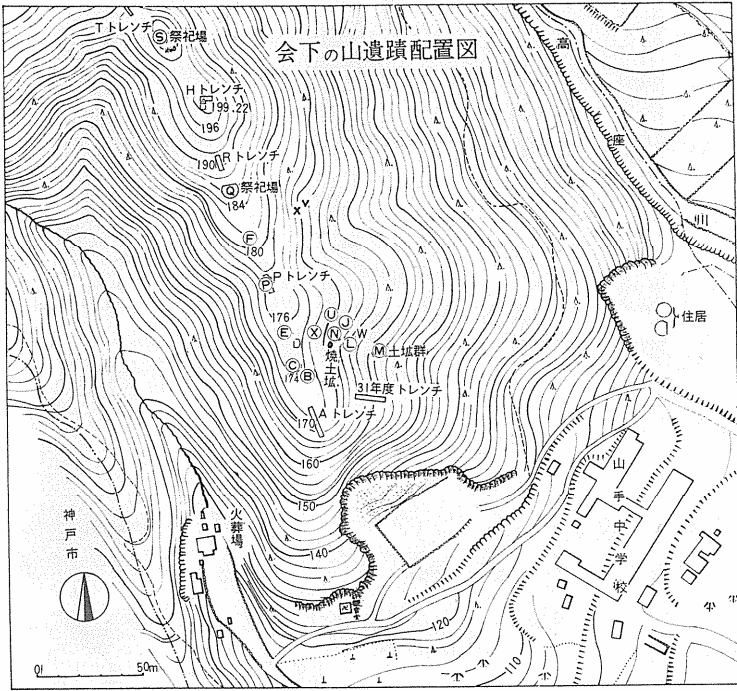 会下の山遺蹟配置図
Tトレンチ
S 祭祀場
Hトレンチ
199.22
196
190
Rトレンチ
Q 祭祀場
184
V
X
F
180
P
Pトレンチ
176
E
D
X
U
J
N
W
L
焼土拡
M 土拡群
C
174
B
31年度トレンチ
170
Aトレンチ
160
150
140
120
110
高座川
住居
山手中学校
火葬場
神戸市
0 50m